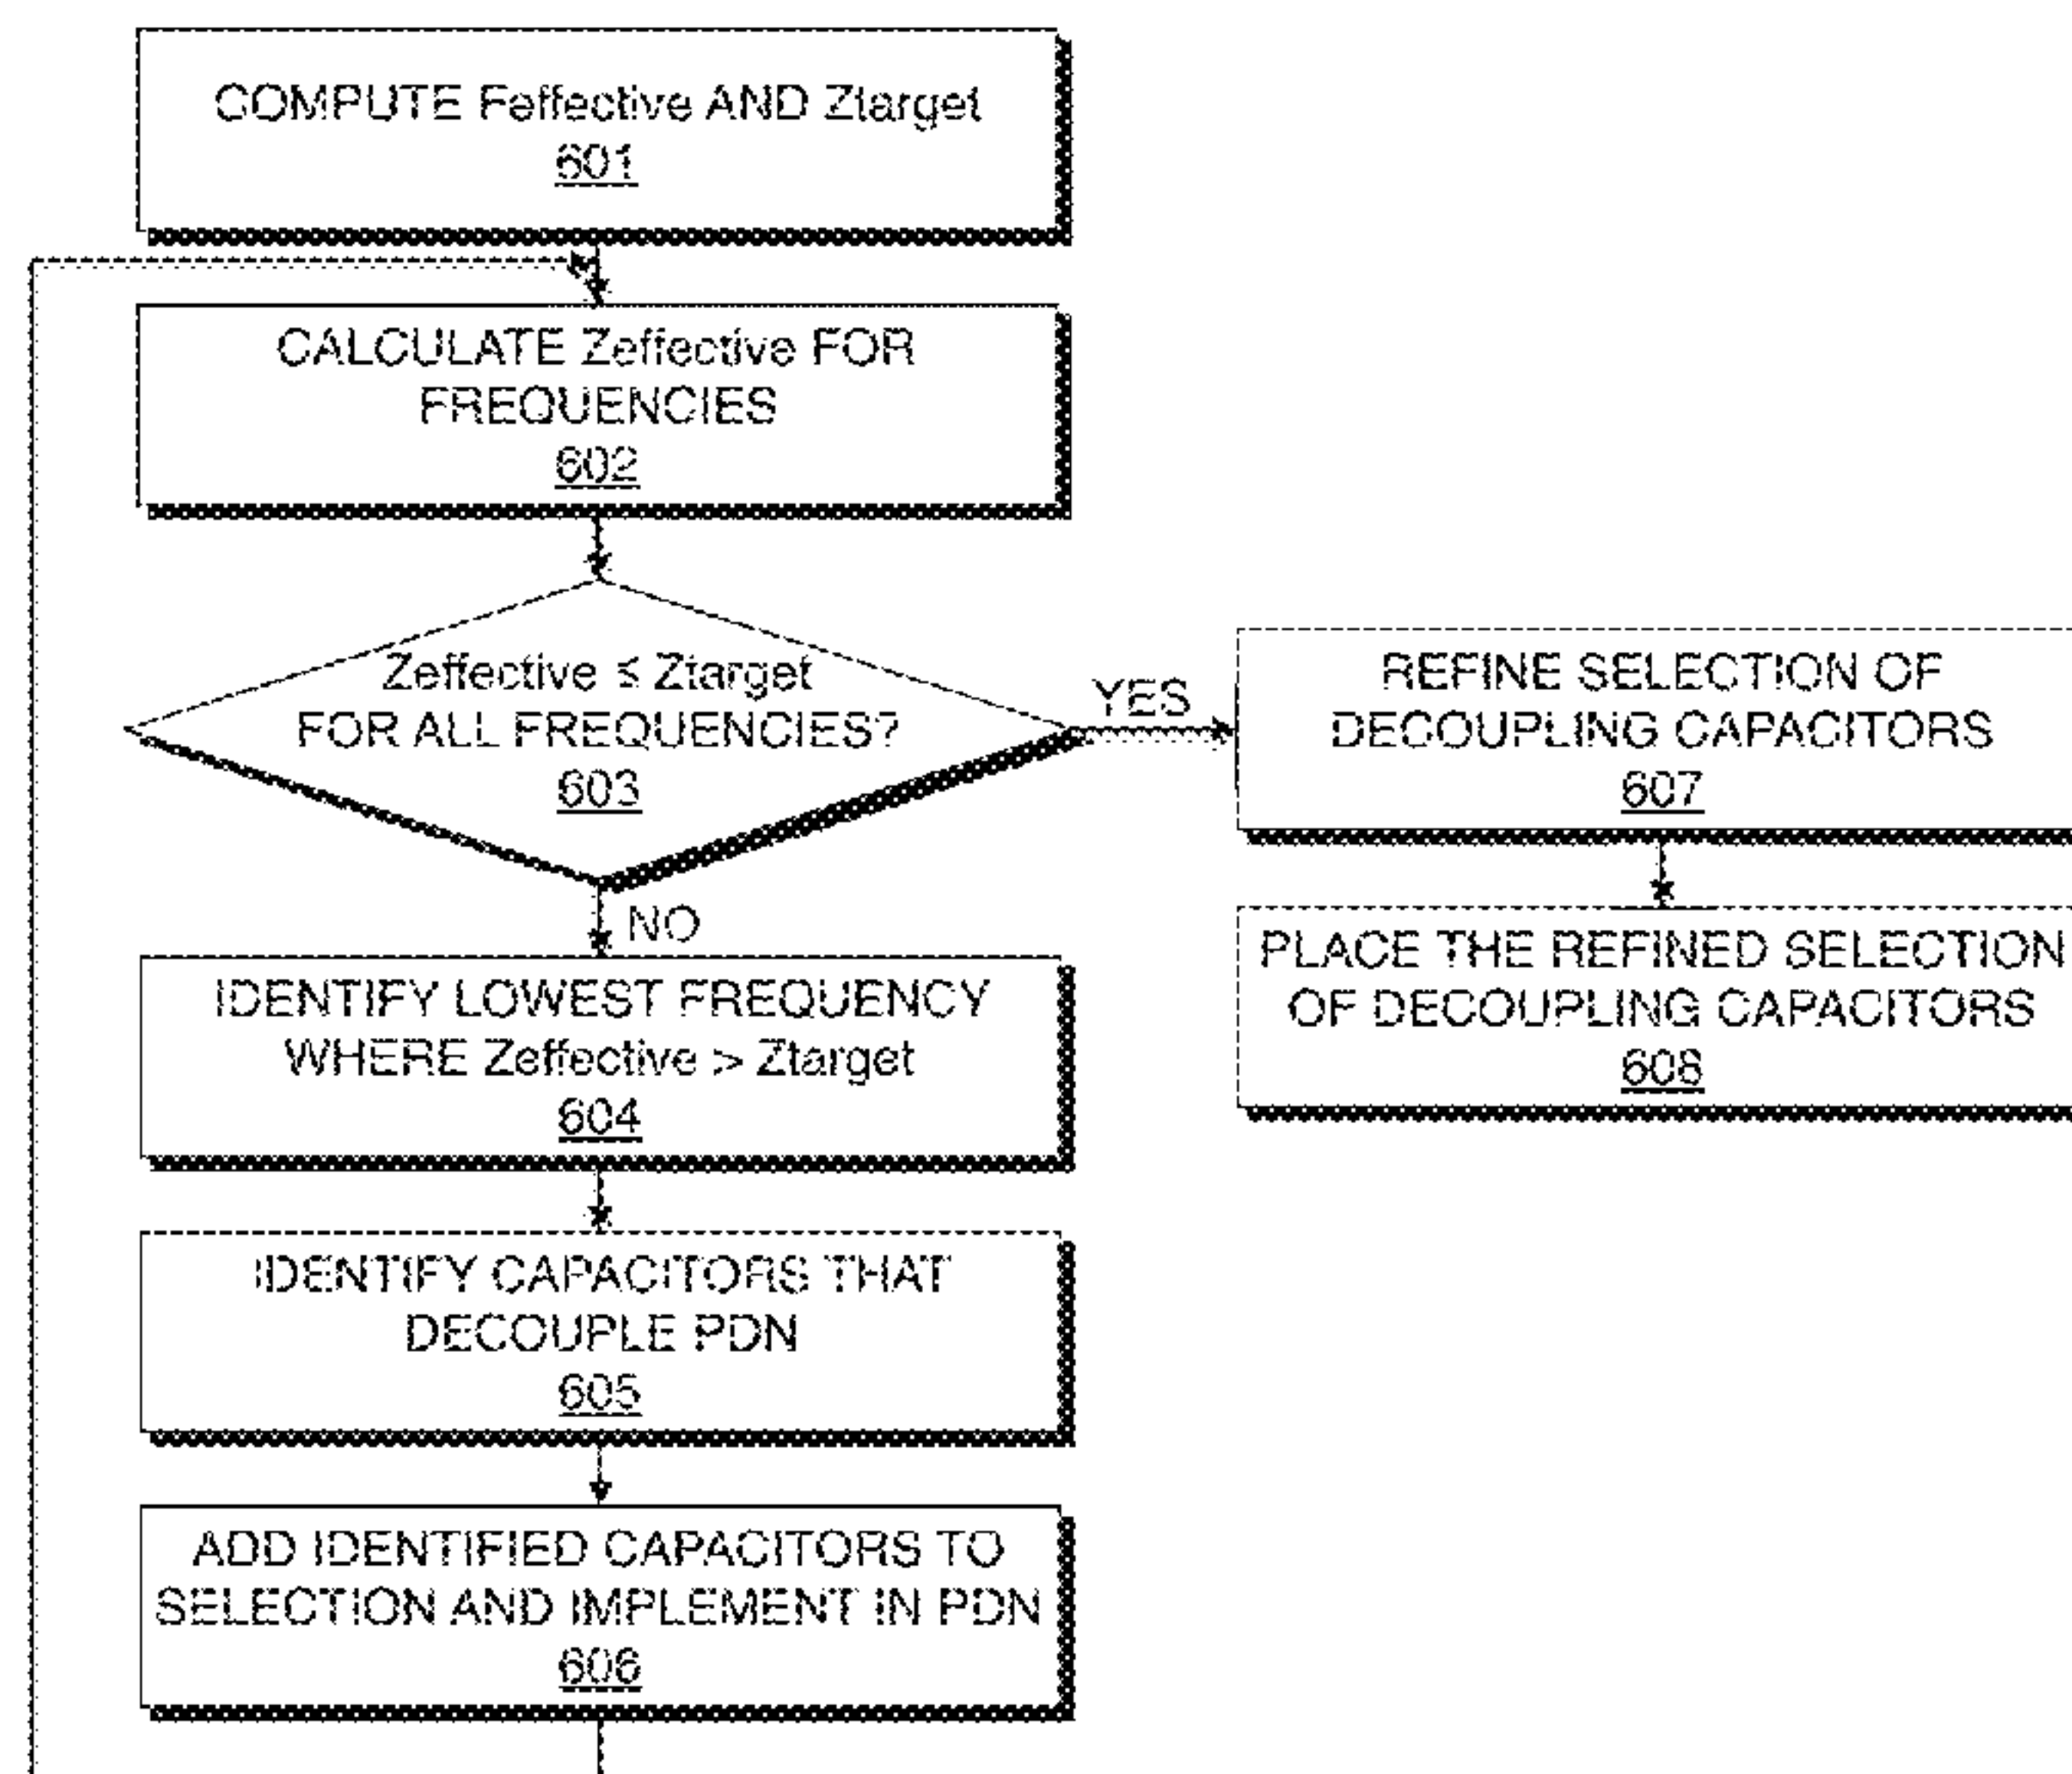 COMPUTE Feffective AND Ztarget
601
CALCULATE Zeffective FOR
FREQUENCIES
602
Zeffective ≤ Ztarget
FOR ALL FREQUENCIES?
603
YES
NO
REFINE SELECTION OF
DECOUPLING CAPACITORS
607
PLACE THE REFINED SELECTION
OF DECOUPLING CAPACITORS
608
IDENTIFY LOWEST FREQUENCY
WHERE Zeffective > Ztarget
604
IDENTIFY CAPACITORS THAT
DECOUPLE PDN
605
ADD IDENTIFIED CAPACITORS TO
SELECTION AND IMPLEMENT IN PDN
606